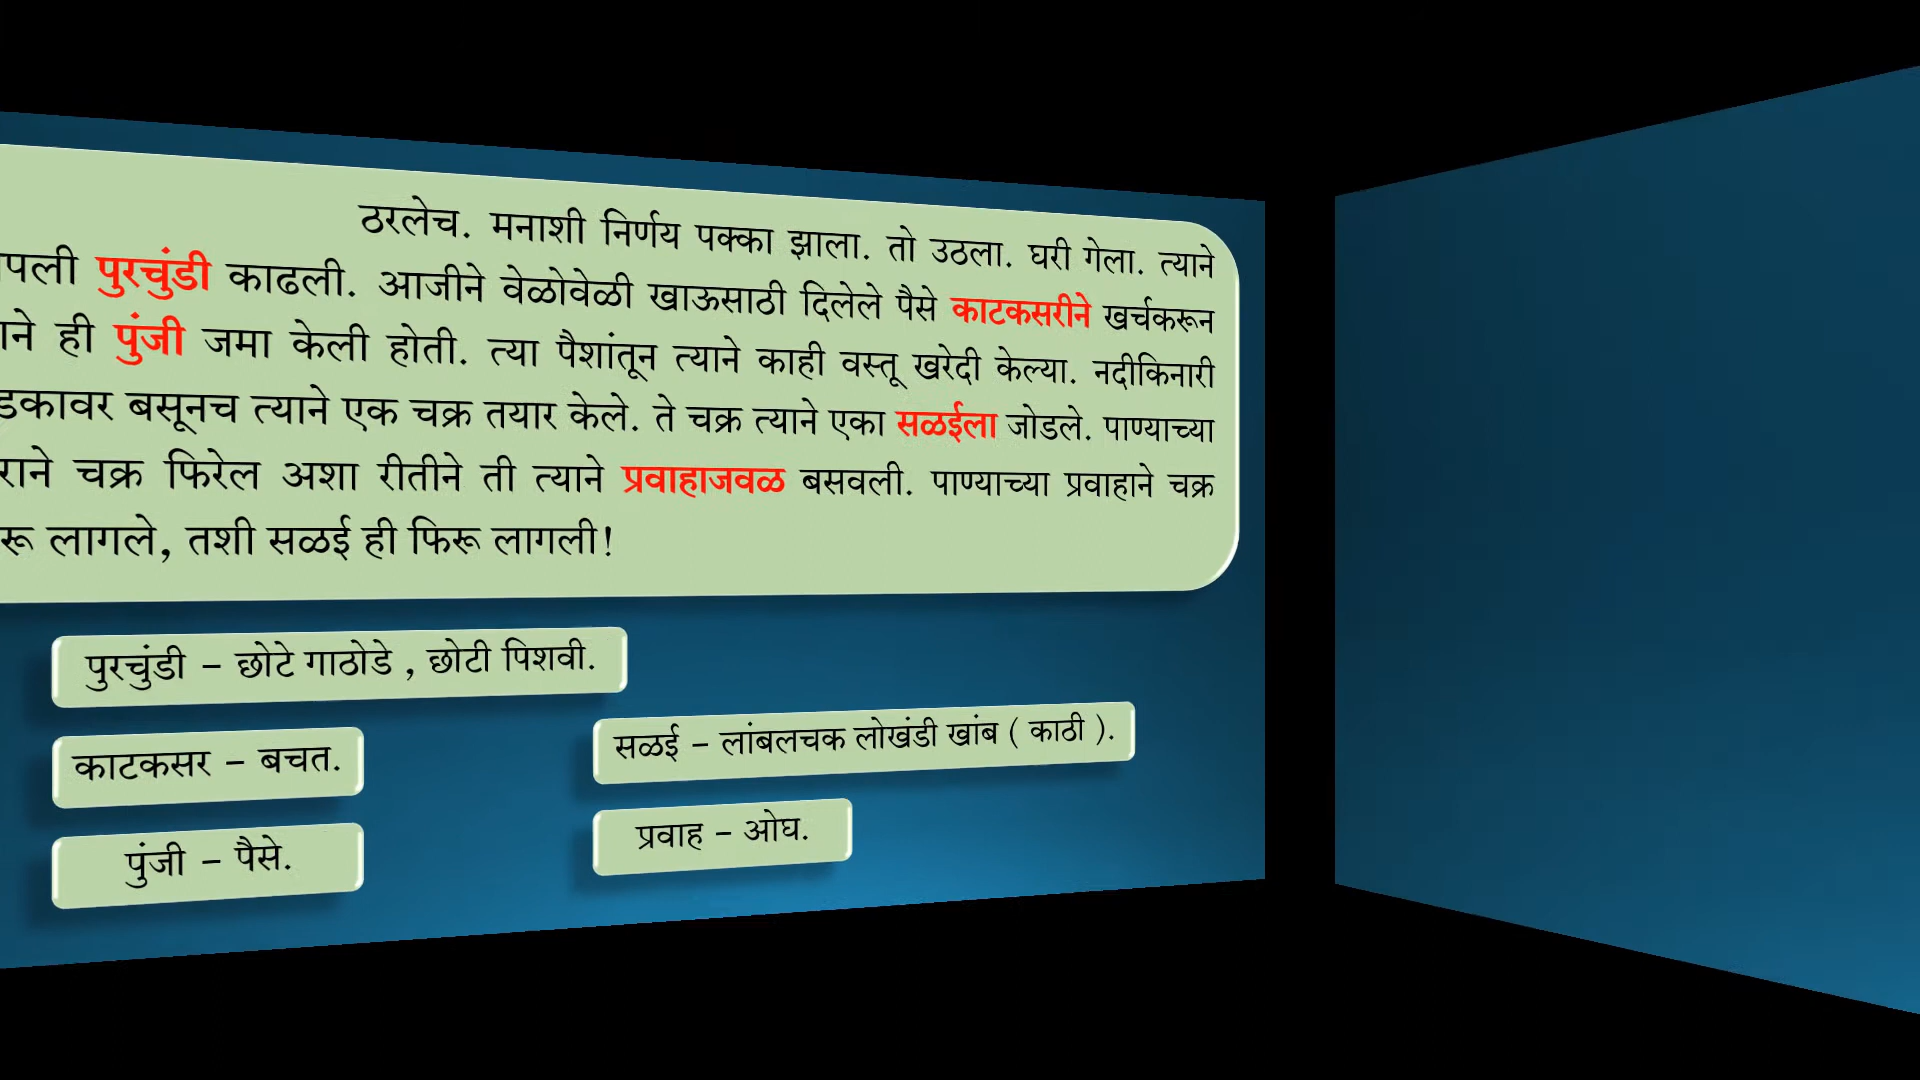 ठरलेच. मनाशी निर्णय पक्का झाला. तो उठला. घरी गेला. त्याने
पुरचुंडी काढली. आजीने वेळोवेळी खाऊसाठी दिलेले पैसे काटकसरीने खर्चकरून
ही पुंजी जमा केली होती. त्या पैशांतून त्याने काही वस्तू खरेदी केल्या. नदीकिनारी
बसूनच त्याने एक चक्र तयार केले. ते चक्र त्याने एका सळईला जोडले. पाण्याच्या
चक्र फिरेल अशा रीतीने ती त्याने प्रवाहाजवळ बसवली. पाण्याच्या प्रवाहाने चक्र
लागले, तशी सळई ही फिरू लागली!
पुरचुंडी – छोटे गाठोडे , छोटी पिशवी.
काटकसर – बचत.
पुंजी – पैसे.
सळई – लांबलचक लोखंडी खांब ( काठी ).
प्रवाह – ओघ.